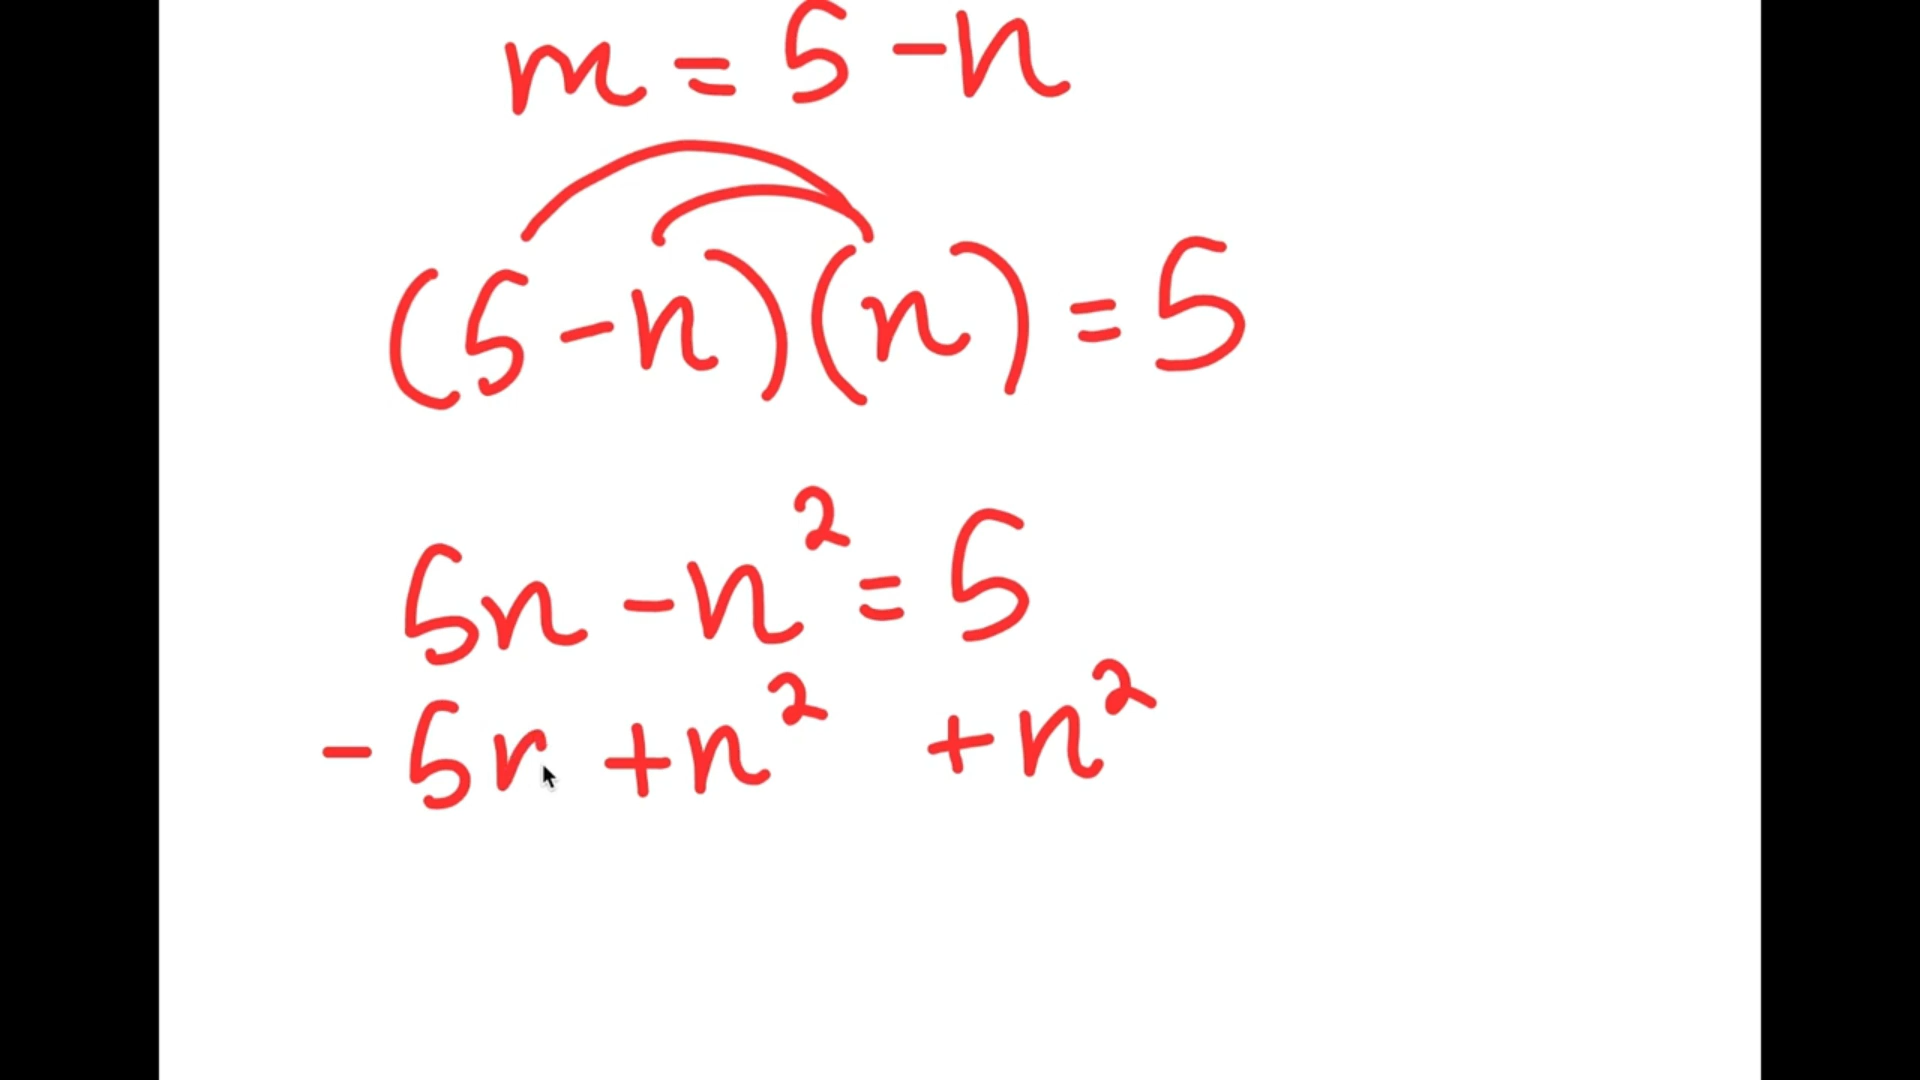 m = 5 - n
(5 - n)(n) = 5
5n - n² = 5
- 5n + n² + n²